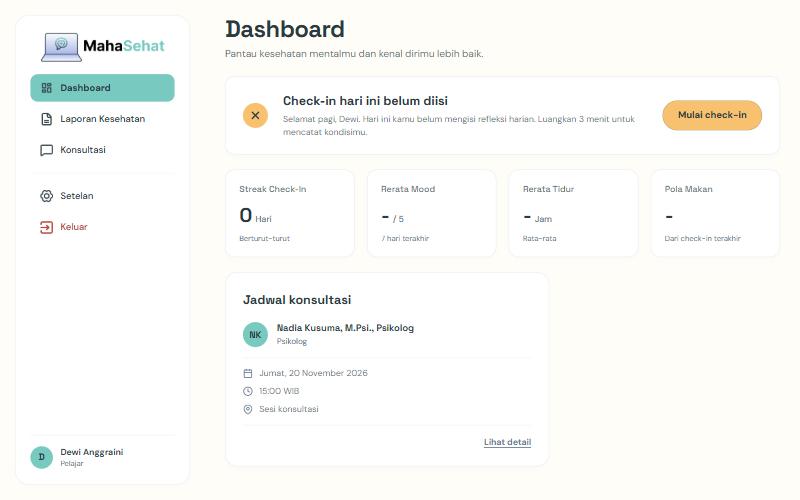 MahaSehat
Dashboard
Laporan Kesehatan
Konsultasi
Setelan
Keluar
Dewi Anggraini
Pelajar
D
Dashboard
Pantau kesehatan mentalmu dan kenal dirimu lebih baik.
Check-in hari ini belum diisi
Selamat pagi, Dewi. Hari ini kamu belum mengisi refleksi harian. Luangkan 3 menit untuk
mencatat kondisimu.
Mulai check-in
Streak Check-In
0 Hari
Berturut-turut
Rerata Mood
- / 5
7 hari terakhir
Rerata Tidur
- Jam
Rata-rata
Pola Makan
-
Dari check-in terakhir
Jadwal konsultasi
NK
Nadia Kusuma, M.Psi., Psikolog
Psikolog
Jumat, 20 November 2026
15:00 WIB
Sesi konsultasi
Lihat detail